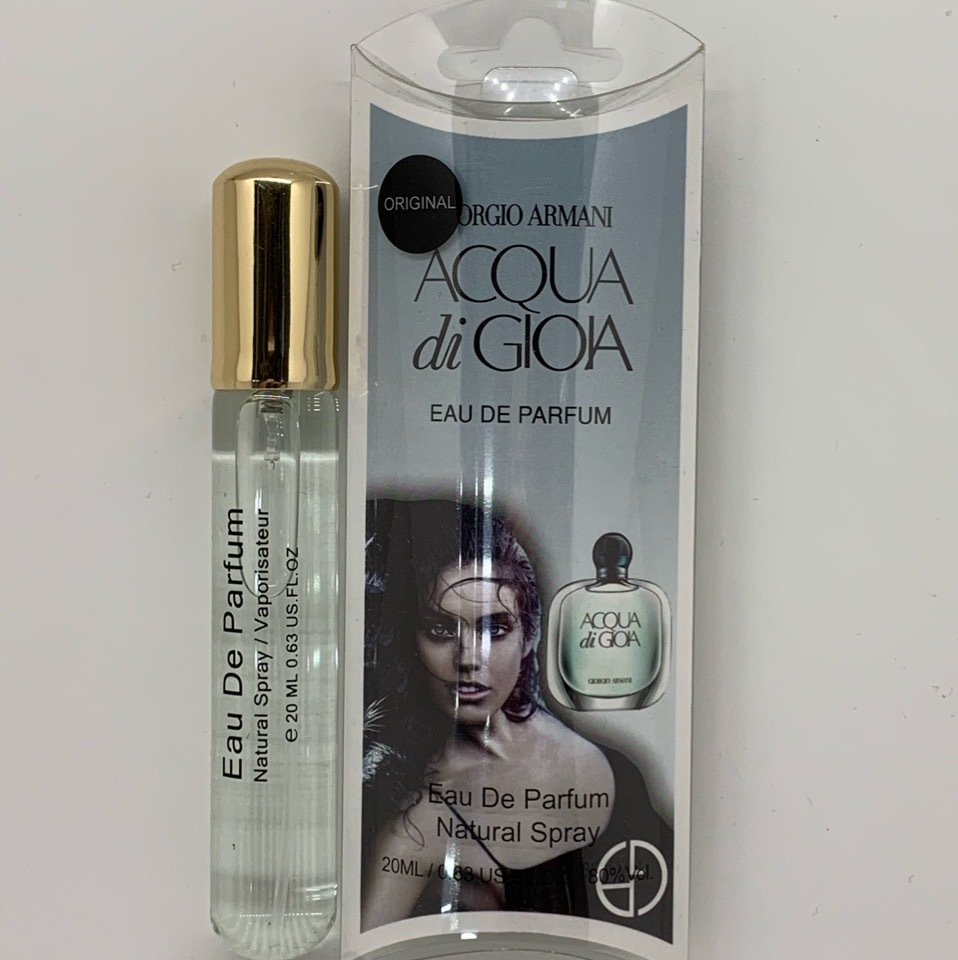 Eau De Parfum
Natural Spray / Vaporisateur
e 20 ML 0.63 US.FL.OZ
ORIGINAL
ORGIO ARMANI
ACQUA
di GIOIA
EAU DE PARFUM
ACQUA
di GIOIA
GIORGIO ARMANI
Eau De Parfum
Natural Spray
20ML / 0.63 US 80%Vol.